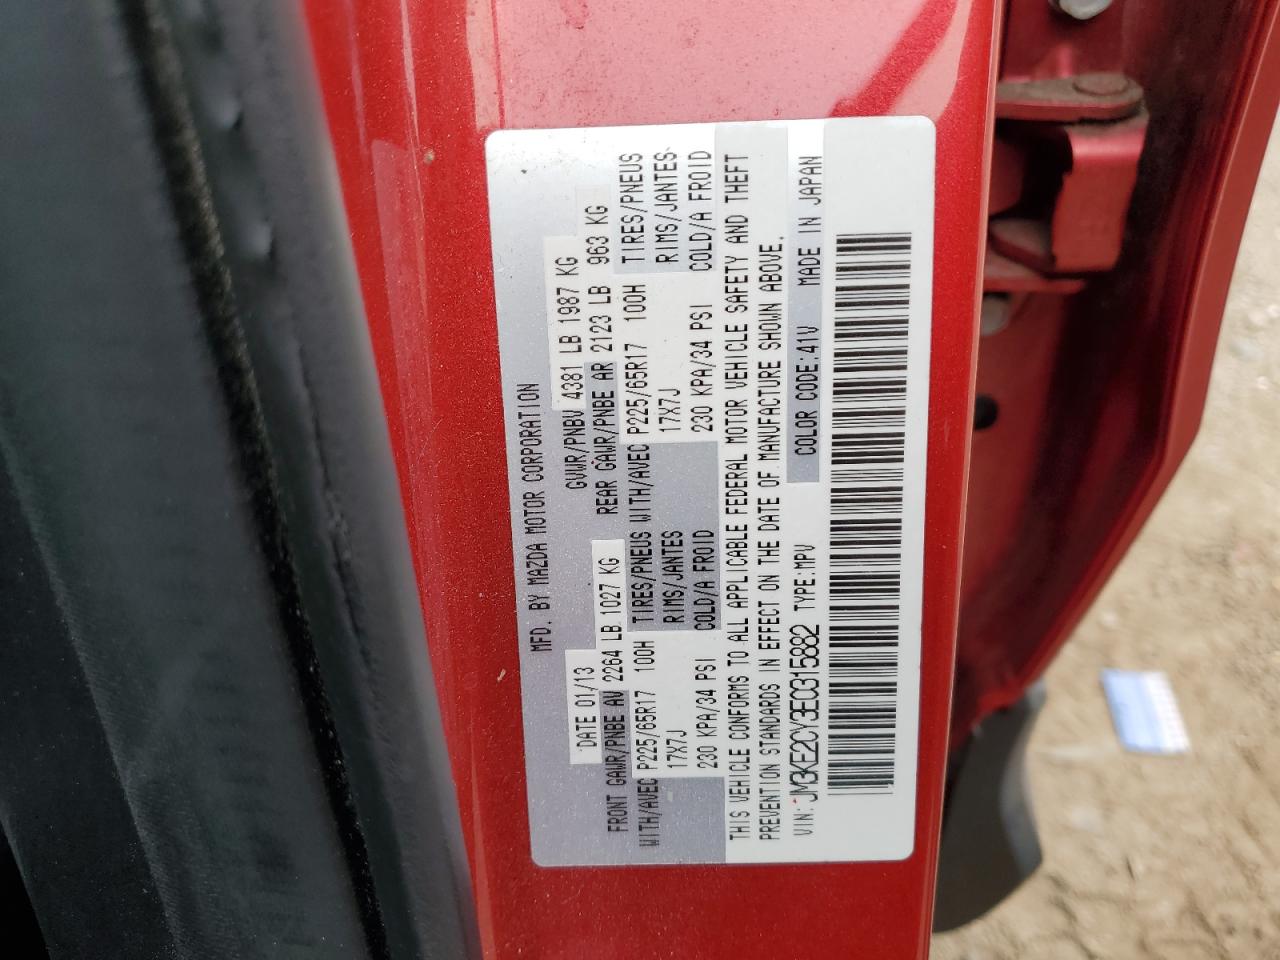 MFD. BY MAZDA MOTOR CORPORATION
DATE 01/13 GVWR/PNBV 4381 LB 1987 KG
FRONT GAWR/PNBE AV 2264 LB 1027 KG REAR GAWR/PNBE AR 2123 LB 963 KG
WITH/AVEC P225/65R17 100H TIRES/PNEUS WITH/AVEC P225/65R17 100H TIRES/PNEUS
17X7J RIMS/JANTES 17X7J RIMS/JANTES
230 KPA/34 PSI COLD/A FROID 230 KPA/34 PSI COLD/A FROID
THIS VEHICLE CONFORMS TO ALL APPLICABLE FEDERAL MOTOR VEHICLE SAFETY AND THEFT
PREVENTION STANDARDS IN EFFECT ON THE DATE OF MANUFACTURE SHOWN ABOVE.
VIN: JM3KE2CY3E0315882 TYPE:MPV COLOR CODE:41V MADE IN JAPAN